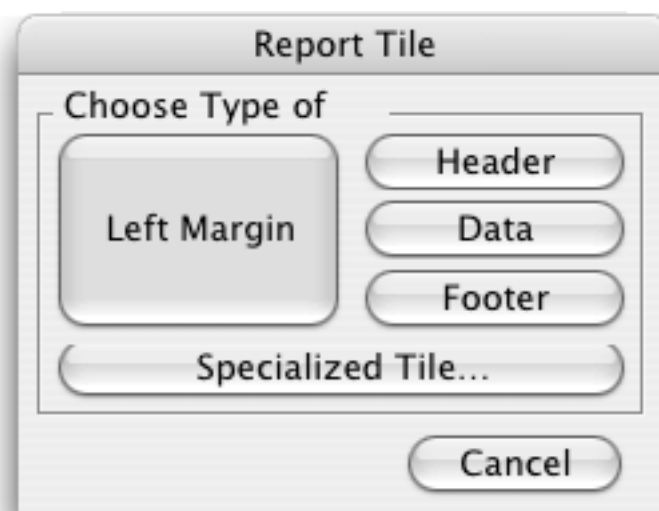 Report Tile
Choose Type of
Left Margin
Header
Data
Footer
Specialized Tile...
Cancel